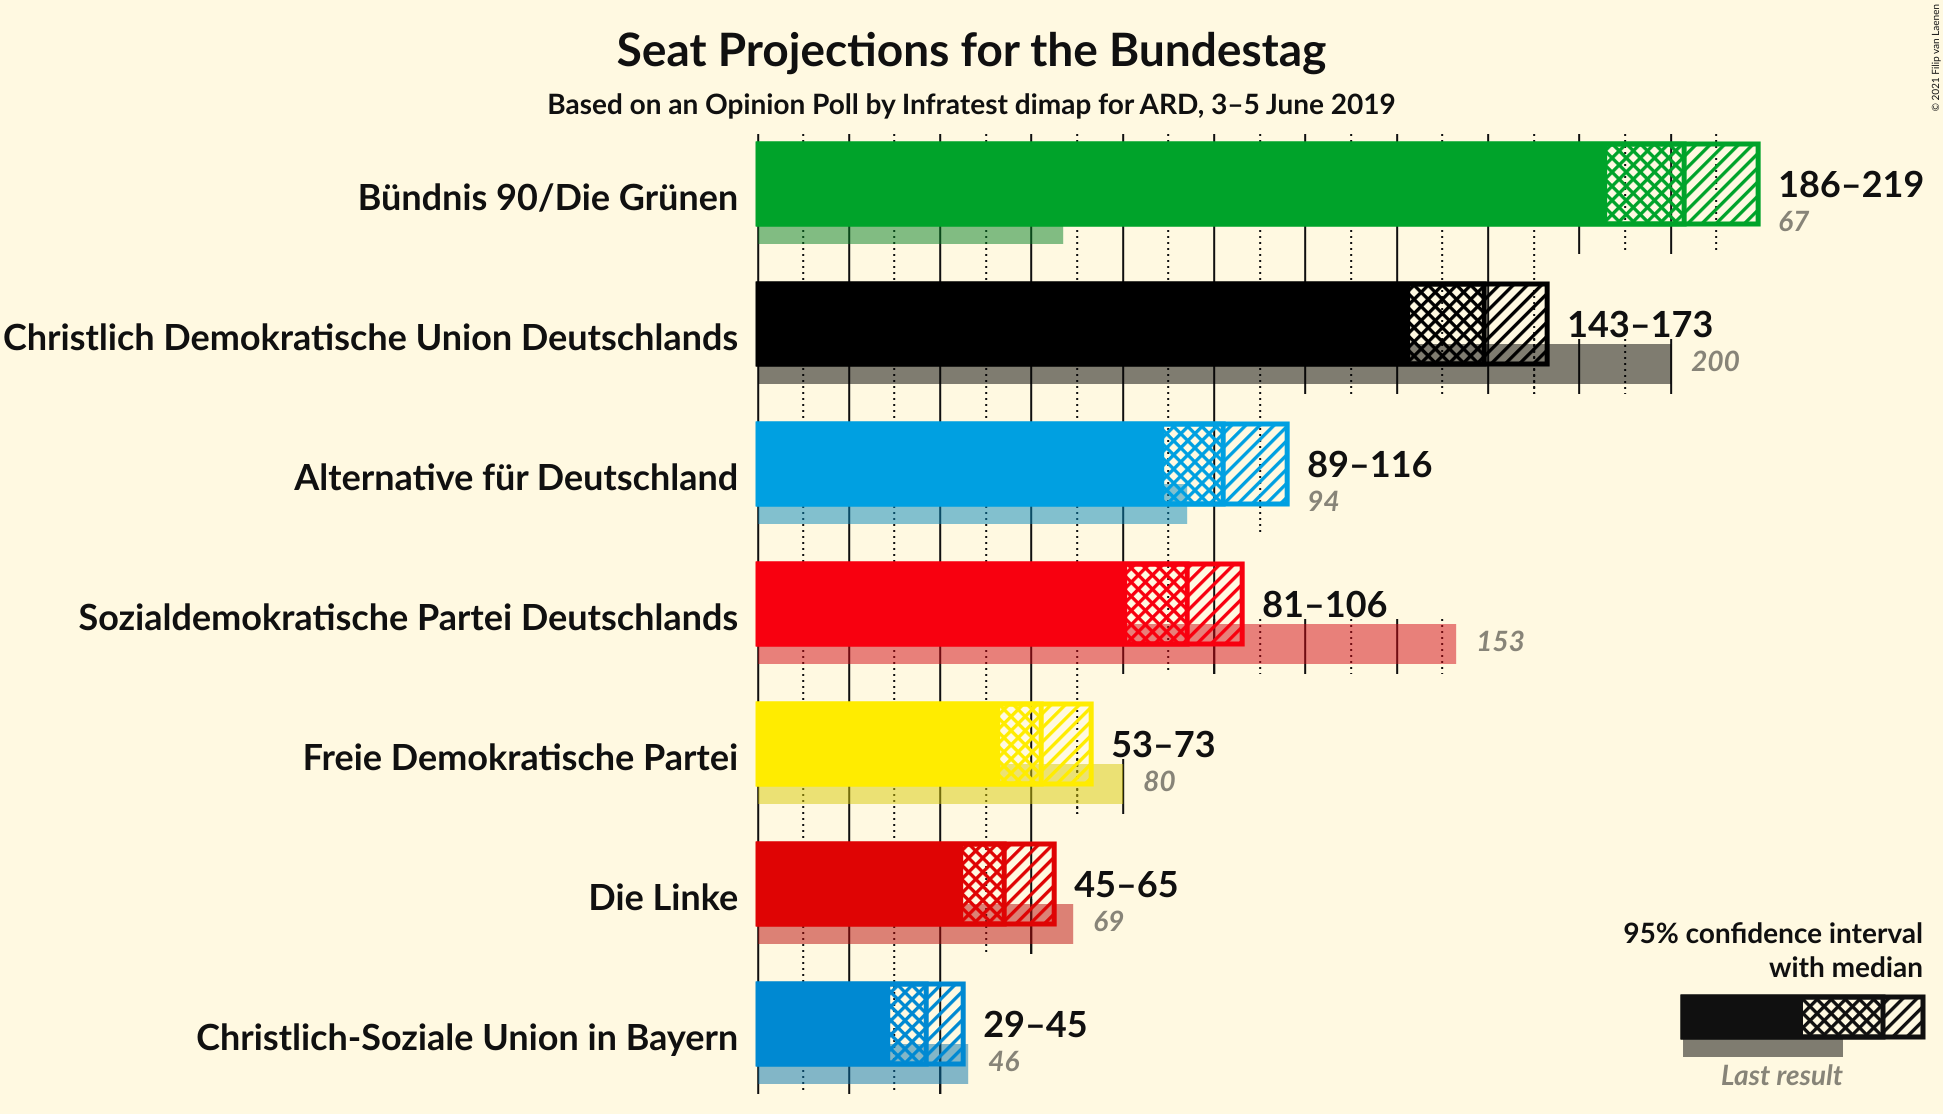 Seat Projections for the Bundestag
Based on an Opinion Poll by Infratest dimap for ARD, 3–5 June 2019
© 2021 Filip van Laenen
Bündnis 90/Die Grünen
186–219
67
Christlich Demokratische Union Deutschlands
143–173
200
Alternative für Deutschland
89–116
94
Sozialdemokratische Partei Deutschlands
81–106
153
Freie Demokratische Partei
53–73
80
Die Linke
45–65
69
Christlich-Soziale Union in Bayern
29–45
46
95% confidence interval
with median
Last result